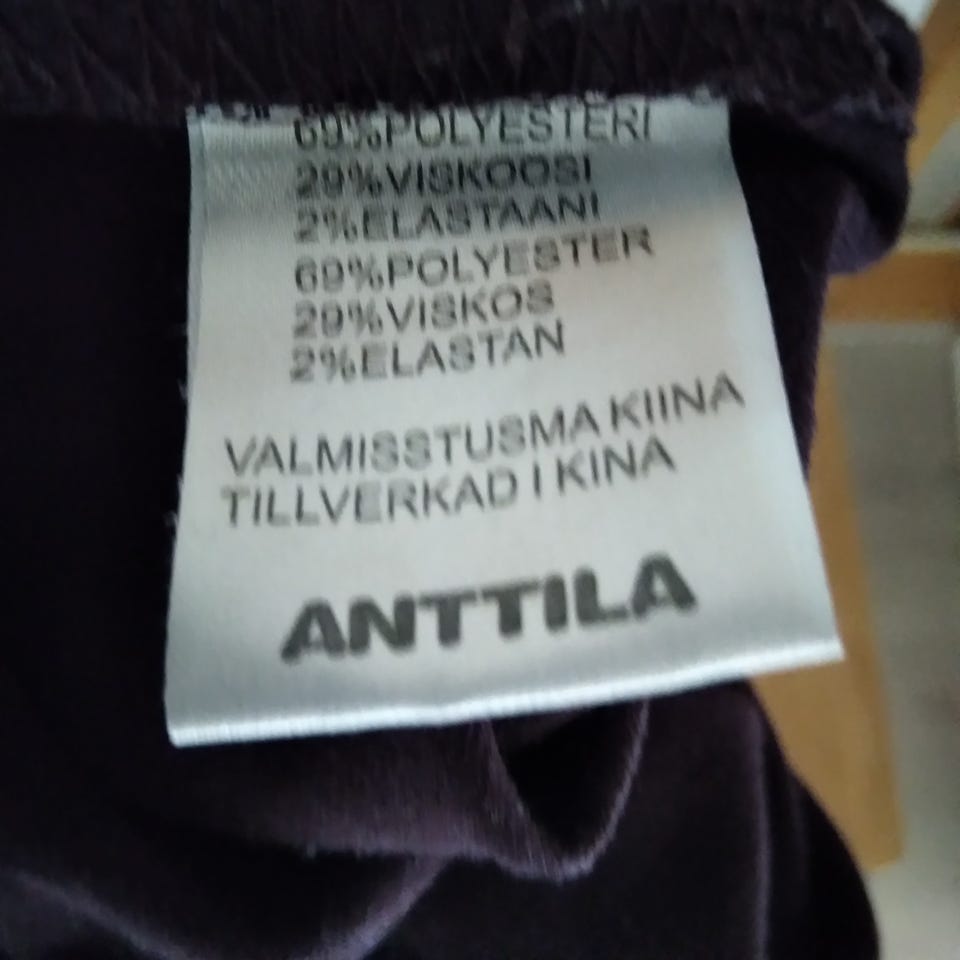 69%POLYESTERI
29%VISKOOSI
2%ELASTAANI
69%POLYESTER
29%VISKOS
2%ELASTAN
VALMISSTUSMA KIINA
TILLVERKAD I KINA
ANTTILA